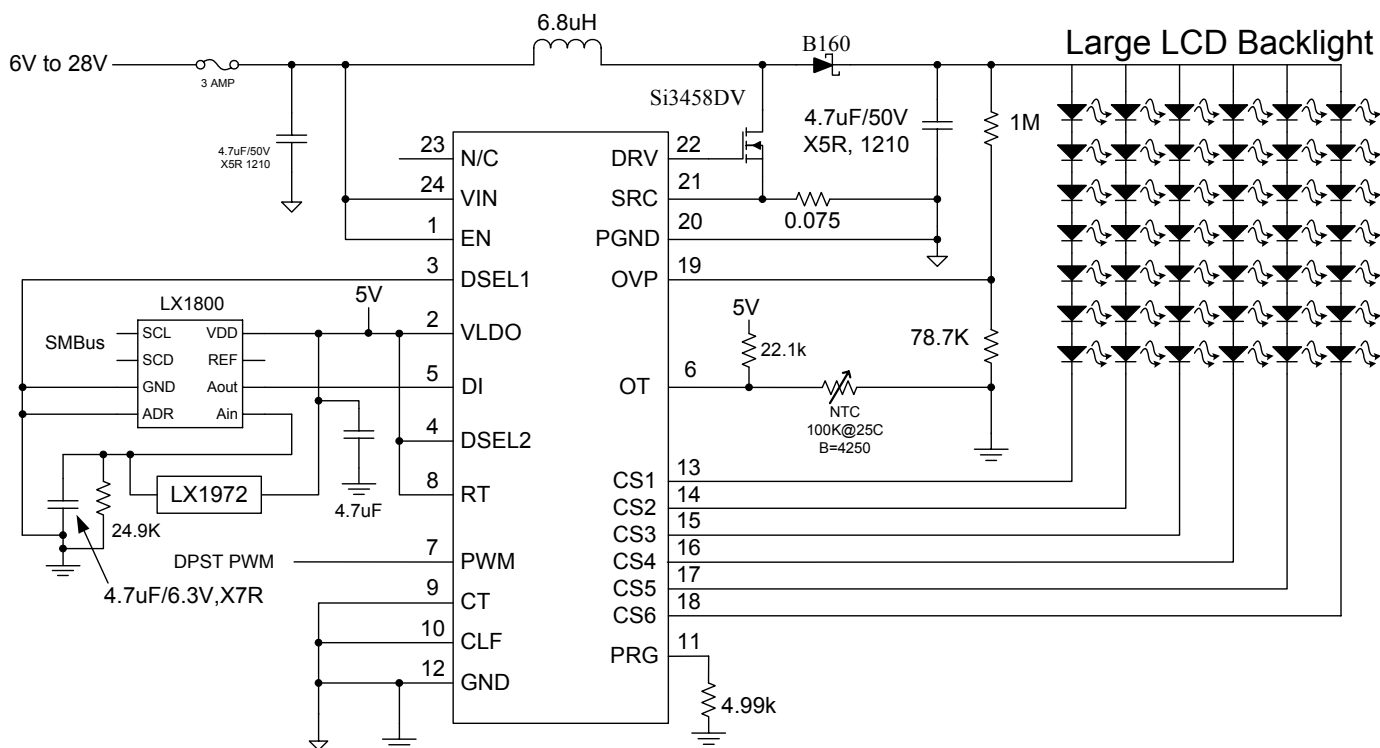 6.8uH
B160
Large LCD Backlight
6V to 28V
3 AMP
Si3458DV
4.7uF/50V
X5R 1210
4.7uF/50V
X5R, 1210
1M
23
N/C
24
VIN
1
EN
3
DSEL1
2
VLDO
5
DI
4
DSEL2
8
RT
7
PWM
9
CT
10
CLF
12
GND
DRV
22
SRC
21
0.075
PGND
20
OVP
19
OT
6
5V
22.1k
78.7K
NTC
100K@25C
B=4250
CS1
13
CS2
14
CS3
15
CS4
16
CS5
17
CS6
18
PRG
11
4.99k
LX1800
5V
SMBus
SCL
VDD
SCD
REF
GND
Aout
ADR
Ain
LX1972
24.9K
4.7uF
DPST PWM
4.7uF/6.3V,X7R